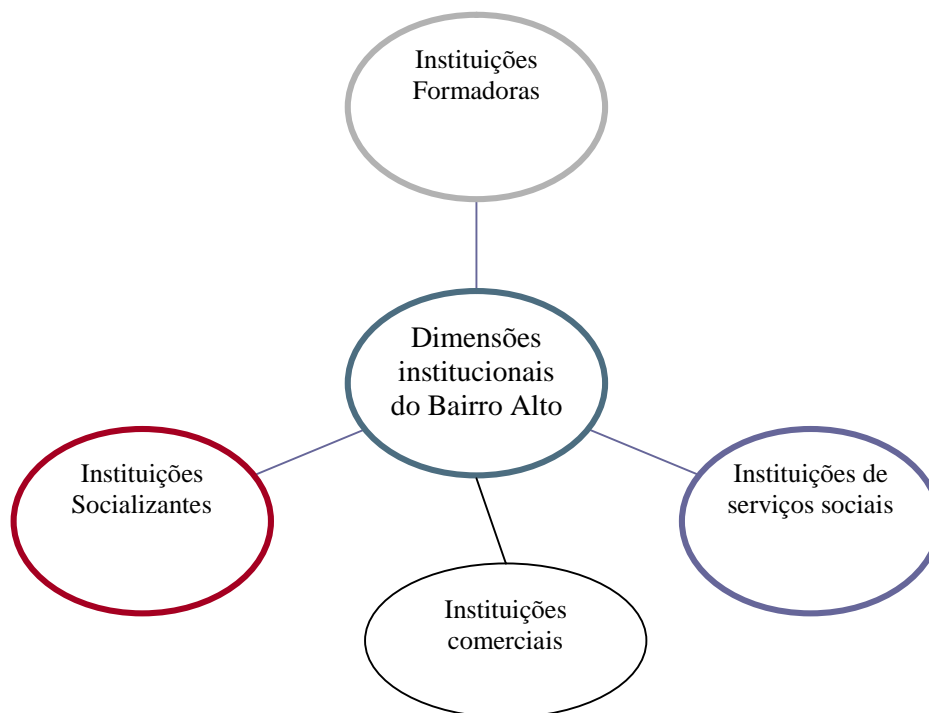 Instituições
Formadoras
Dimensões
institucionais
do Bairro Alto
Instituições
Socializantes
Instituições de
serviços sociais
Instituições
comerciais